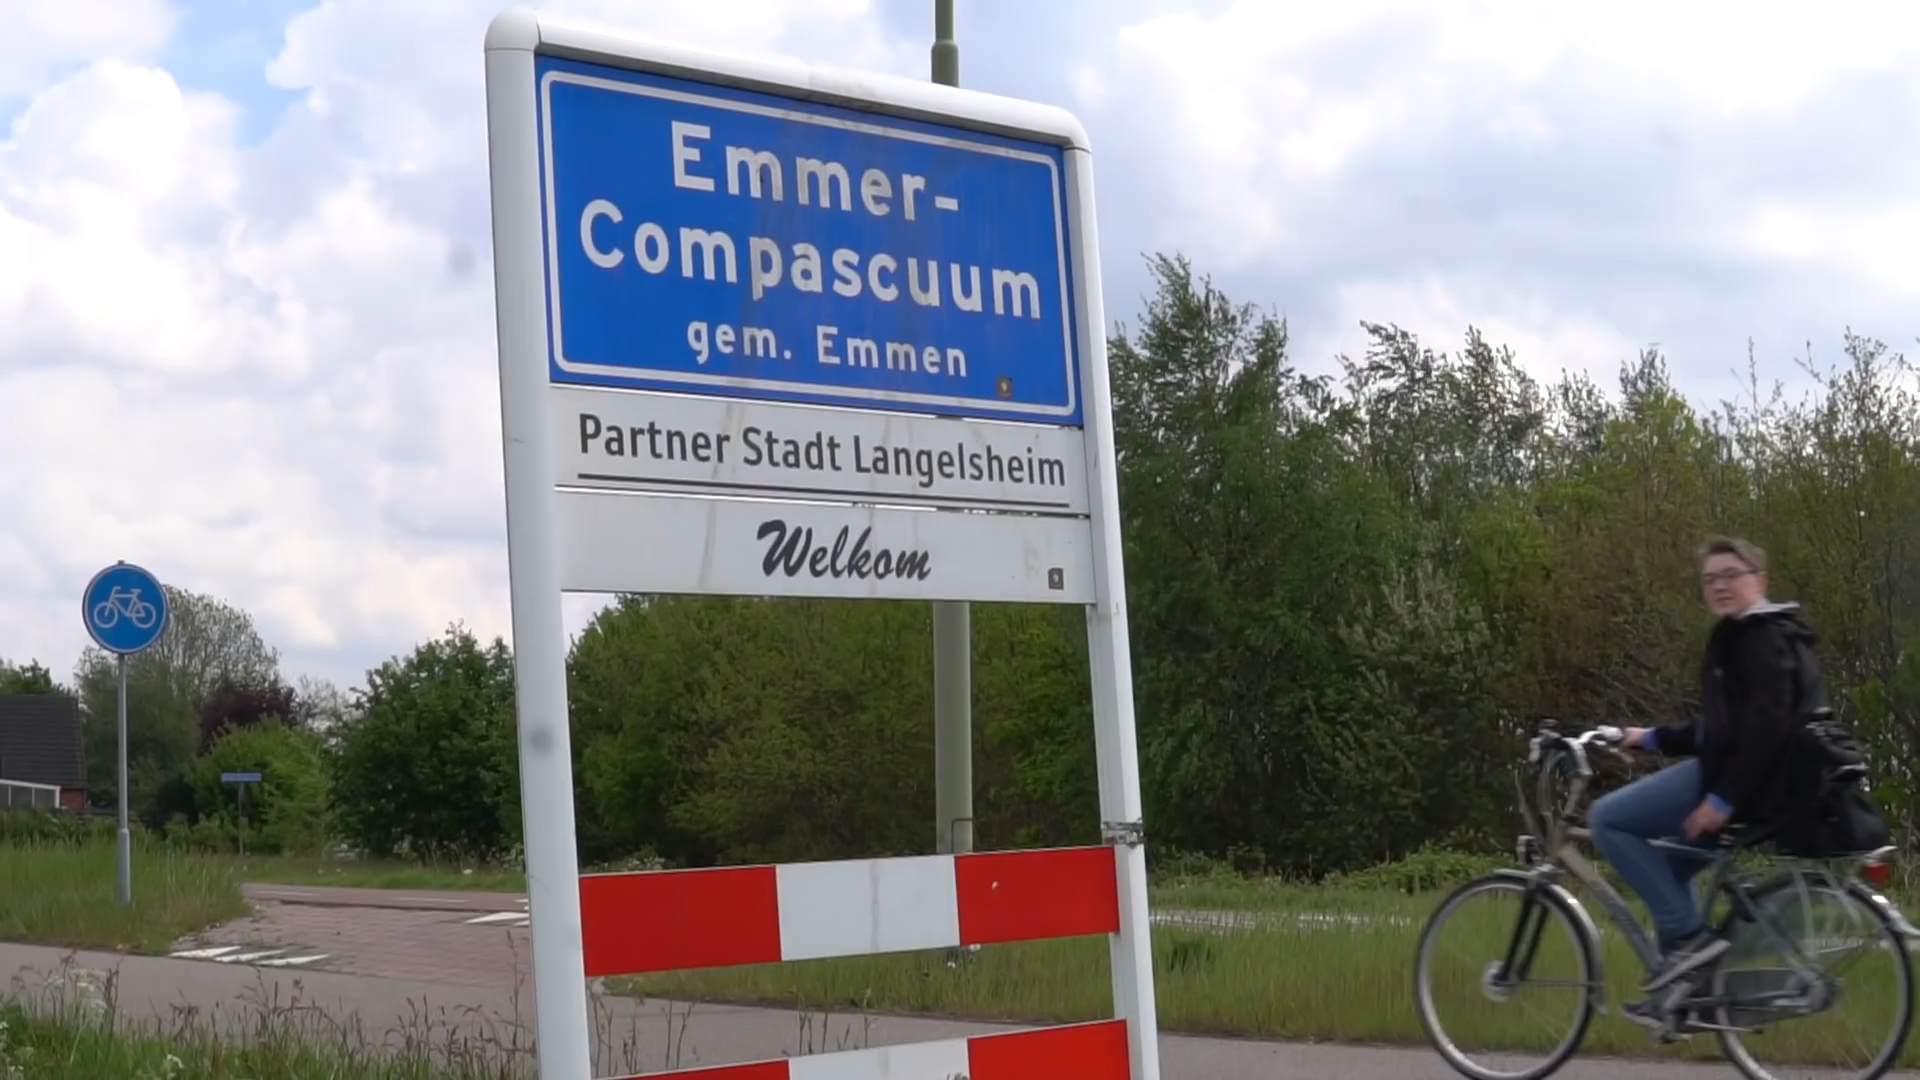 Emmer-
Compascuum
gem. Emmen
Partner Stadt Langelsheim
Welkom